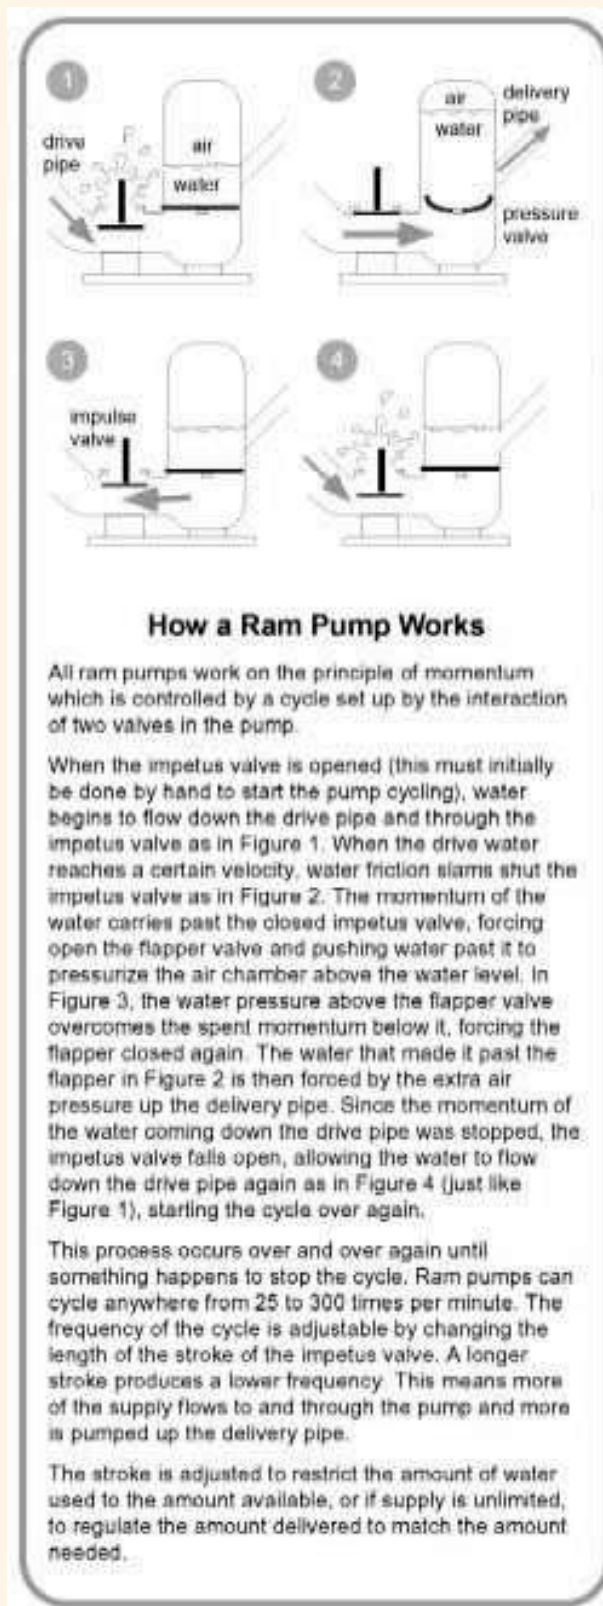 1
2
drive
pipe
air
water
air
water
delivery
pipe
pressure
valve
3
4
impulse
valve
How a Ram Pump Works
All ram pumps work on the principle of momentum
which is controlled by a cycle set up by the interaction
of two valves in the pump.
When the impetus valve is opened (this must initially
be done by hand to start the pump cycling), water
begins to flow down the drive pipe and through the
impetus valve as in Figure 1. When the drive water
reaches a certain velocity, water friction slams shut the
impetus valve as in Figure 2. The momentum of the
water carries past the closed impetus valve, forcing
open the flapper valve and pushing water past it to
pressurize the air chamber above the water level. In
Figure 3, the water pressure above the flapper valve
overcomes the spent momentum below it, forcing the
flapper closed again. The water that made it past the
flapper in Figure 2 is then forced by the extra air
pressure up the delivery pipe. Since the momentum of
the water coming down the drive pipe was stopped, the
impetus valve falls open, allowing the water to flow
down the drive pipe again as in Figure 4 (just like
Figure 1), starting the cycle over again.
This process occurs over and over again until
something happens to stop the cycle. Ram pumps can
cycle anywhere from 25 to 300 times per minute. The
frequency of the cycle is adjustable by changing the
length of the stroke of the impetus valve. A longer
stroke produces a lower frequency. This means more
of the supply flows to and through the pump and more
is pumped up the delivery pipe.
The stroke is adjusted to restrict the amount of water
used to the amount available, or if supply is unlimited,
to regulate the amount delivered to match the amount
needed.